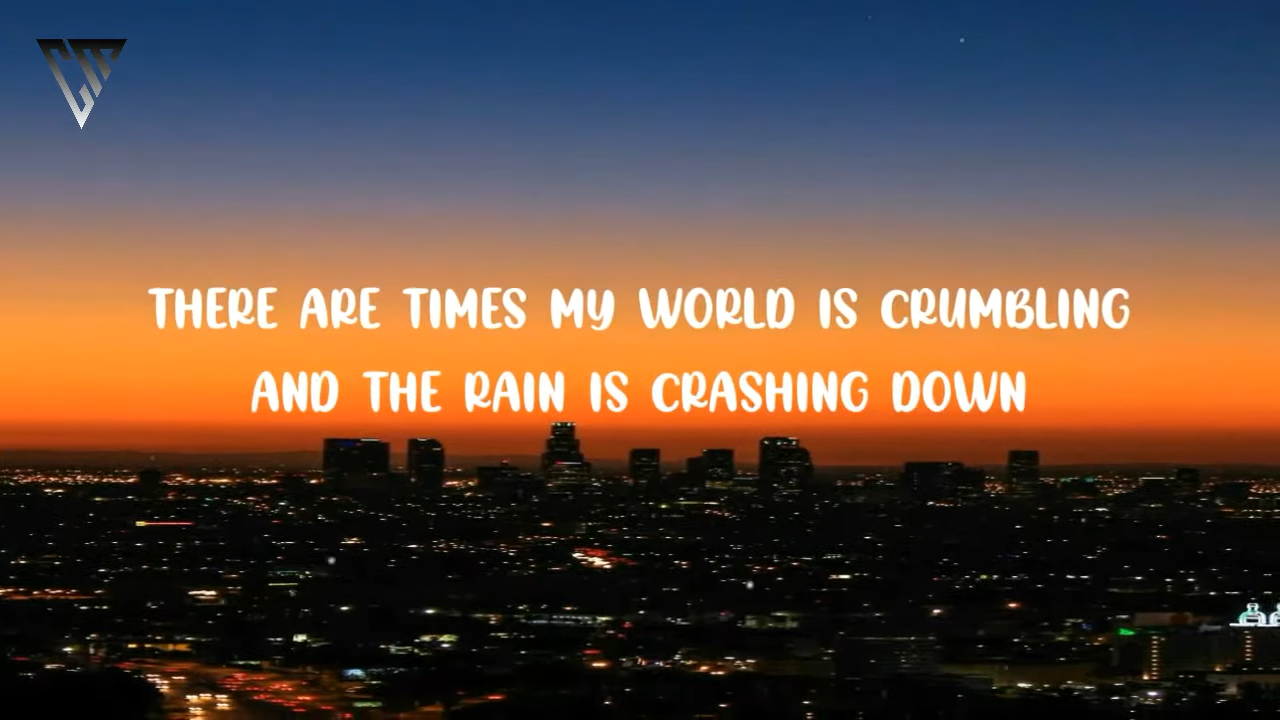 THERE ARE TIMES MY WORLD IS CRUMBLING
AND THE RAIN IS CRASHING DOWN